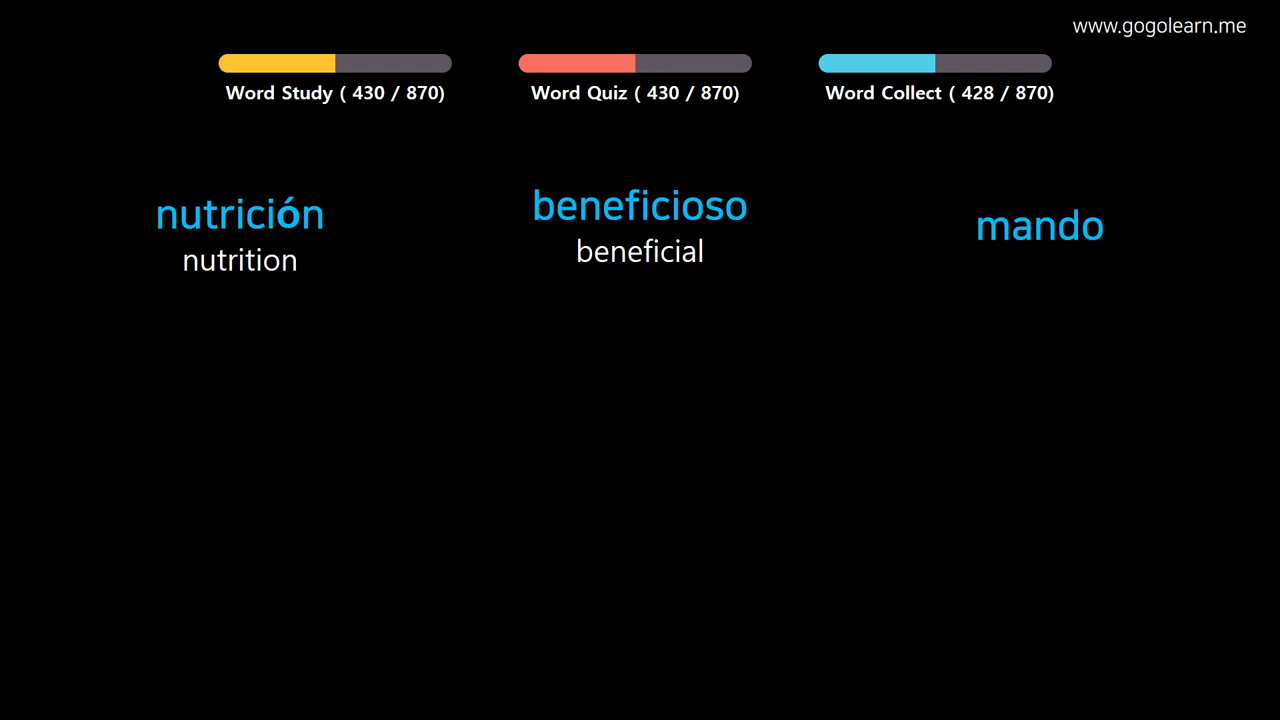 www.gogolearn.me
Word Study ( 430 / 870)
Word Quiz ( 430 / 870)
Word Collect ( 428 / 870)
nutrición
nutrition
beneficioso
beneficial
mando